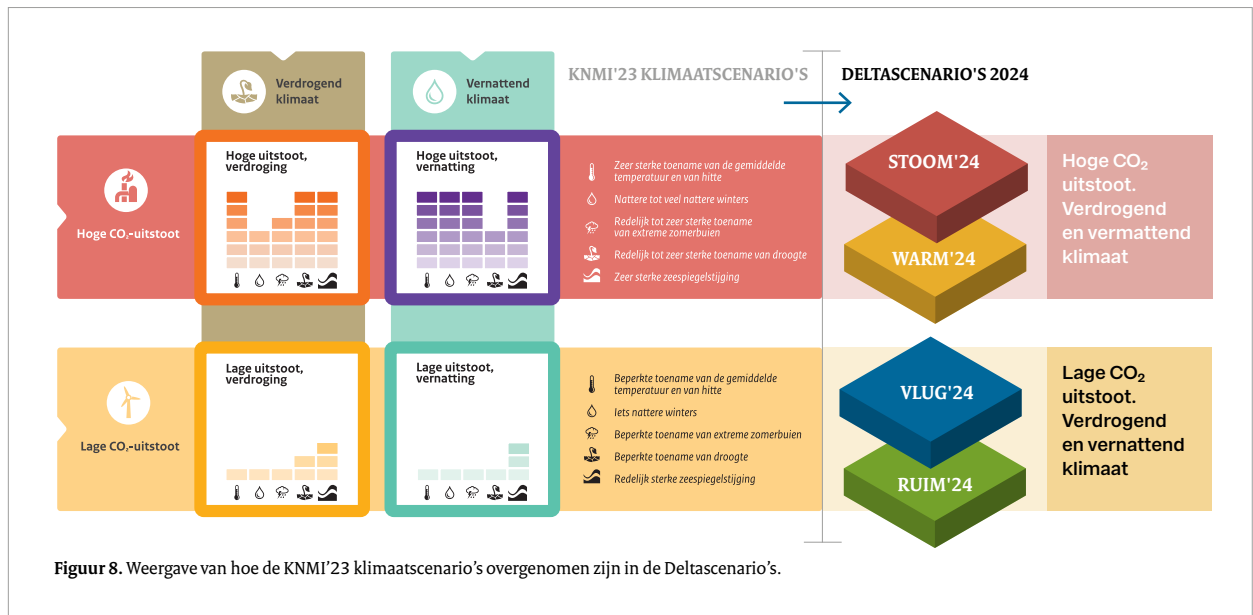 Verdrogend
klimaat
Vernattend
klimaat
KNMI'23 KLIMAATSCENARIO'S
DELTASCENARIO'S 2024
Hoge CO₂-uitstoot
Hoge uitstoot,
verdroging
Hoge uitstoot,
vernatting
Zeer sterke toename van de gemiddelde
temperatuur en van hitte
Nattere tot veel nattere winters
Redelijk tot zeer sterke toename
van extreme zomerbuien
Redelijk tot zeer sterke toename van droogte
Zeer sterke zeespiegelstijging
STOOM'24
WARM'24
Hoge CO₂
uitstoot.
Verdrogend
en vermattend
klimaat
Lage CO₂-uitstoot
Lage uitstoot,
verdroging
Lage uitstoot,
vernatting
Beperkte toename van de gemiddelde
temperatuur en van hitte
Iets nattere winters
Beperkte toename van extreme zomerbuien
Beperkte toename van droogte
Redelijk sterke zeespiegelstijging
VLUG'24
RUIM'24
Lage CO₂
uitstoot.
Verdrogend
en vernattend
klimaat
Figuur 8. Weergave van hoe de KNMI'23 klimaatscenario's overgenomen zijn in de Deltascenario's.